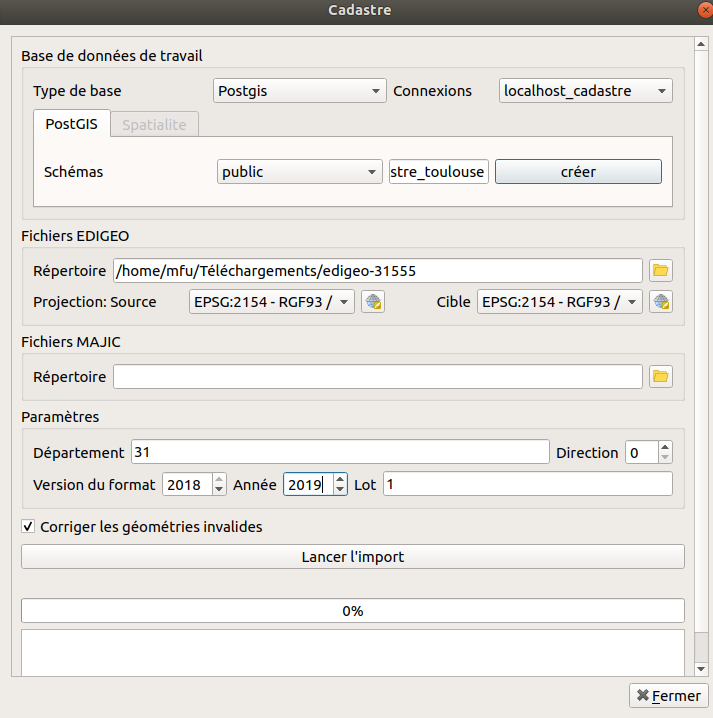 Cadastre
Base de données de travail
Type de base Postgis Connexions localhost_cadastre
PostGIS Spatialite
Schémas public stre_toulouse créer
Fichiers EDIGEO
Répertoire /home/mfu/Téléchargements/edigeo-31555
Projection: Source EPSG:2154 - RGF93 / Cible EPSG:2154 - RGF93 /
Fichiers MAJIC
Répertoire
Paramètres
Département 31 Direction 0
Version du format 2018 Année 2019 Lot 1
Corriger les géométries invalides
Lancer l'import
0%
Fermer